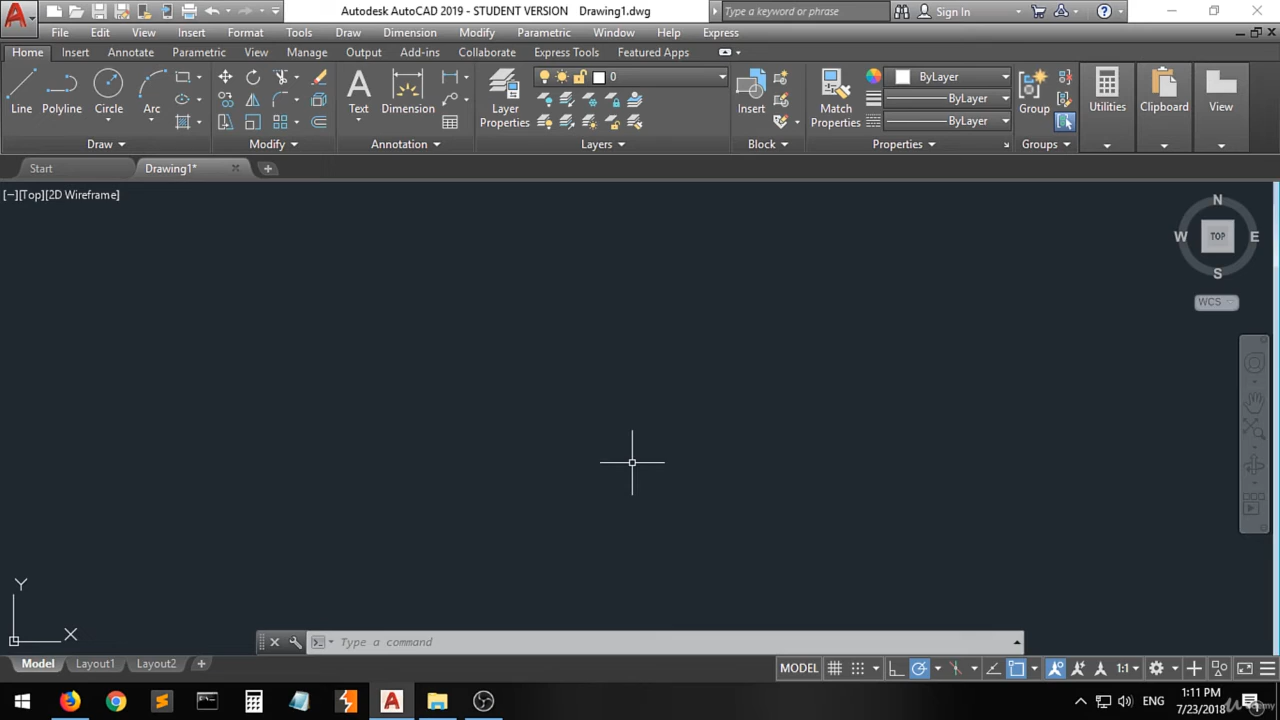 Autodesk AutoCAD 2019 - STUDENT VERSION Drawing1.dwg
Type a keyword or phrase
Sign In
File Edit View Insert Format Tools Draw Dimension Modify Parametric Window Help Express
Home Insert Annotate Parametric View Manage Output Add-ins Collaborate Express Tools Featured Apps
0
ByLayer
ByLayer
ByLayer
Line Polyline Circle Arc
Text Dimension
Layer
Properties
Insert
Match
Properties
Group
Utilities Clipboard View
Draw Modify Annotation Layers Block Properties Groups
Start Drawing1* +
[−][Top][2D Wireframe]
N
W TOP E
S
WCS
Y
X
Type a command
Model Layout1 Layout2 +
MODEL 1:1
ENG
1:11 PM
7/23/2018